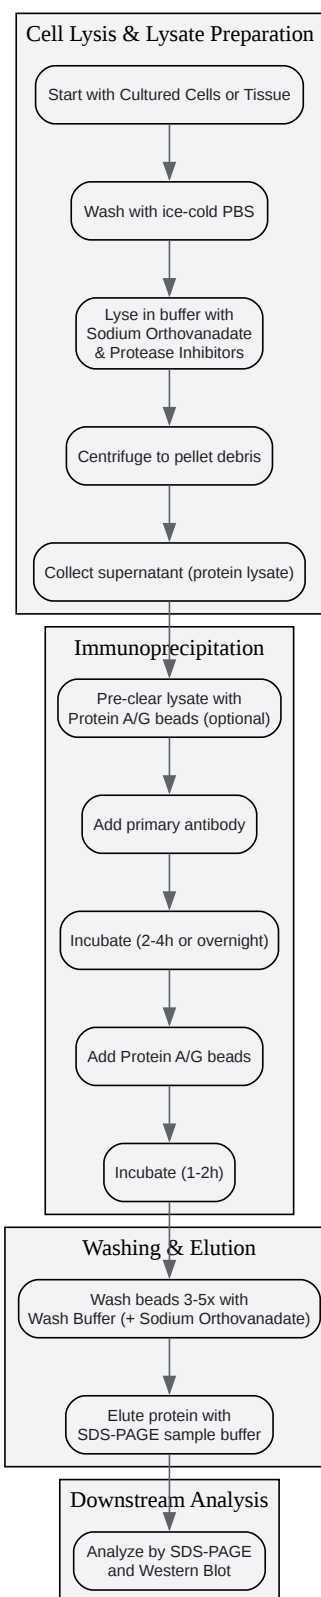 Cell Lysis & Lysate Preparation
Start with Cultured Cells or Tissue
Wash with ice-cold PBS
Lyse in buffer with
Sodium Orthovanadate
& Protease Inhibitors
Centrifuge to pellet debris
Collect supernatant (protein lysate)
Immunoprecipitation
Pre-clear lysate with
Protein A/G beads (optional)
Add primary antibody
Incubate (2-4h or overnight)
Add Protein A/G beads
Incubate (1-2h)
Washing & Elution
Wash beads 3-5x with
Wash Buffer (+ Sodium Orthovanadate)
Elute protein with
SDS-PAGE sample buffer
Downstream Analysis
Analyze by SDS-PAGE
and Western Blot